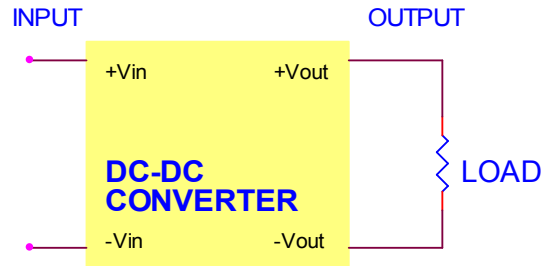 INPUT
OUTPUT
+Vin
+Vout
DC-DC
CONVERTER
LOAD
-Vin
-Vout